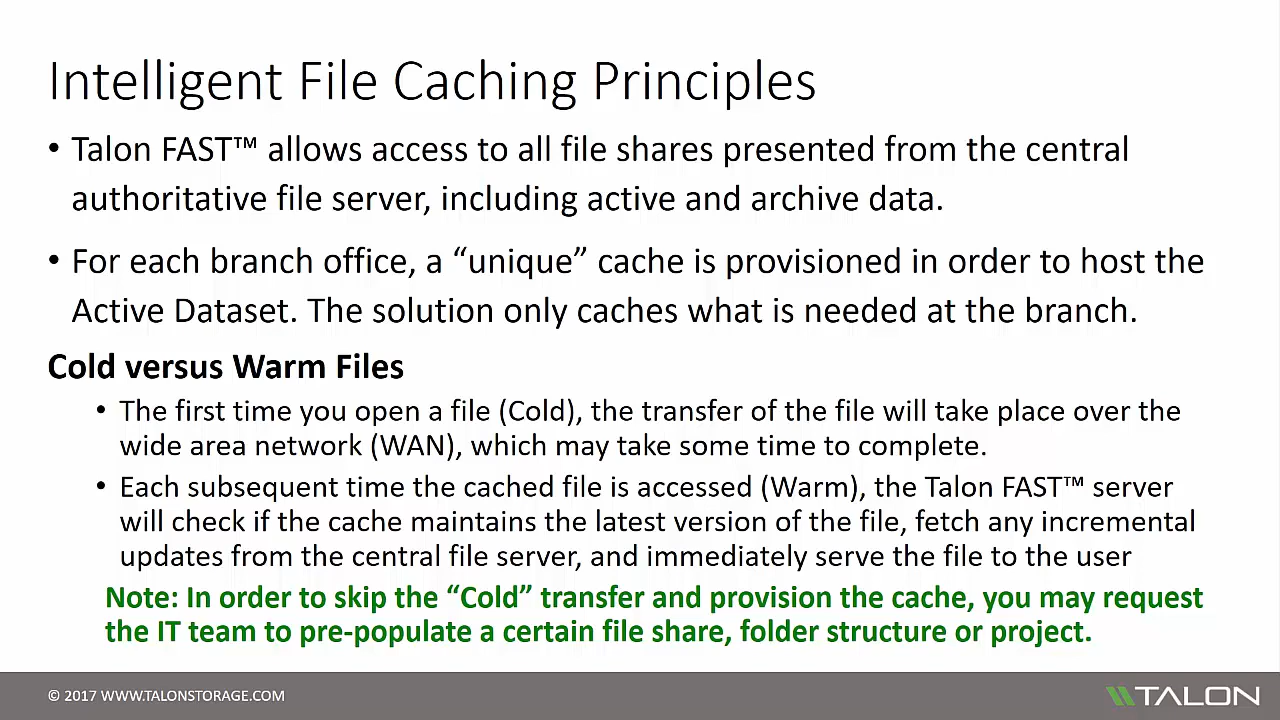 Intelligent File Caching Principles
• Talon FAST™ allows access to all file shares presented from the central
authoritative file server, including active and archive data.
• For each branch office, a “unique” cache is provisioned in order to host the
Active Dataset. The solution only caches what is needed at the branch.
Cold versus Warm Files
• The first time you open a file (Cold), the transfer of the file will take place over the
wide area network (WAN), which may take some time to complete.
• Each subsequent time the cached file is accessed (Warm), the Talon FAST™ server
will check if the cache maintains the latest version of the file, fetch any incremental
updates from the central file server, and immediately serve the file to the user
Note: In order to skip the “Cold” transfer and provision the cache, you may request
the IT team to pre-populate a certain file share, folder structure or project.
© 2017 WWW.TALONSTORAGE.COM
TALON